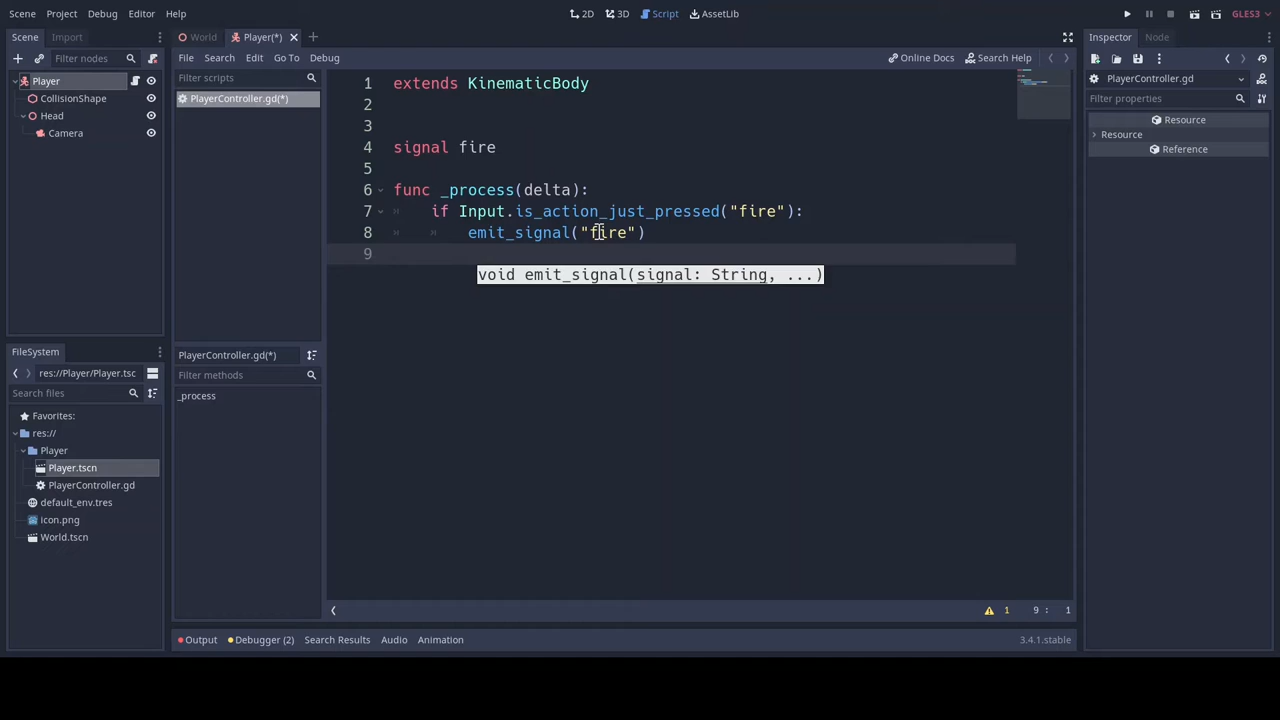 Scene Project Debug Editor Help
2D 3D Script AssetLib
GLES3
Scene Import
World Player(*)
Inspector Node
Filter nodes
File Search Edit Go To Debug
Online Docs Search Help
Player
CollisionShape
Head
Camera
Filter scripts
PlayerController.gd(*)
PlayerController.gd(*)
Filter methods
_process
1 extends KinematicBody
2
3
4 signal fire
5
6 func _process(delta):
7 if Input.is_action_just_pressed("fire"):
8 emit_signal("fire")
9
void emit_signal(signal: String, ...)
PlayerController.gd
Filter properties
Resource
Resource
Reference
FileSystem
res://Player/Player.tsc
Search files
Favorites:
res://
Player
Player.tscn
PlayerController.gd
default_env.tres
icon.png
World.tscn
1 9 : 1
Output Debugger (2) Search Results Audio Animation
3.4.1.stable